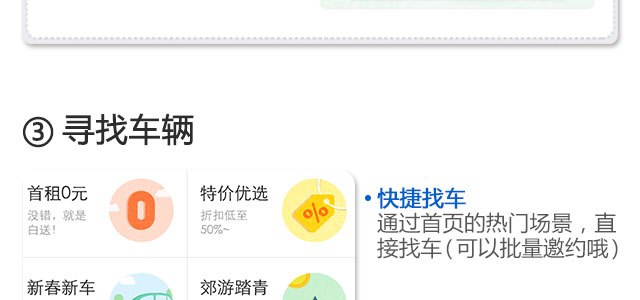 ③ 寻找车辆
首租0元
没错，就是
白送！
0
特价优选
折扣低至
50%~
%
新春新车
郊游踏青
• 快捷找车
通过首页的热门场景，直
接找车(可以批量邀约哦)